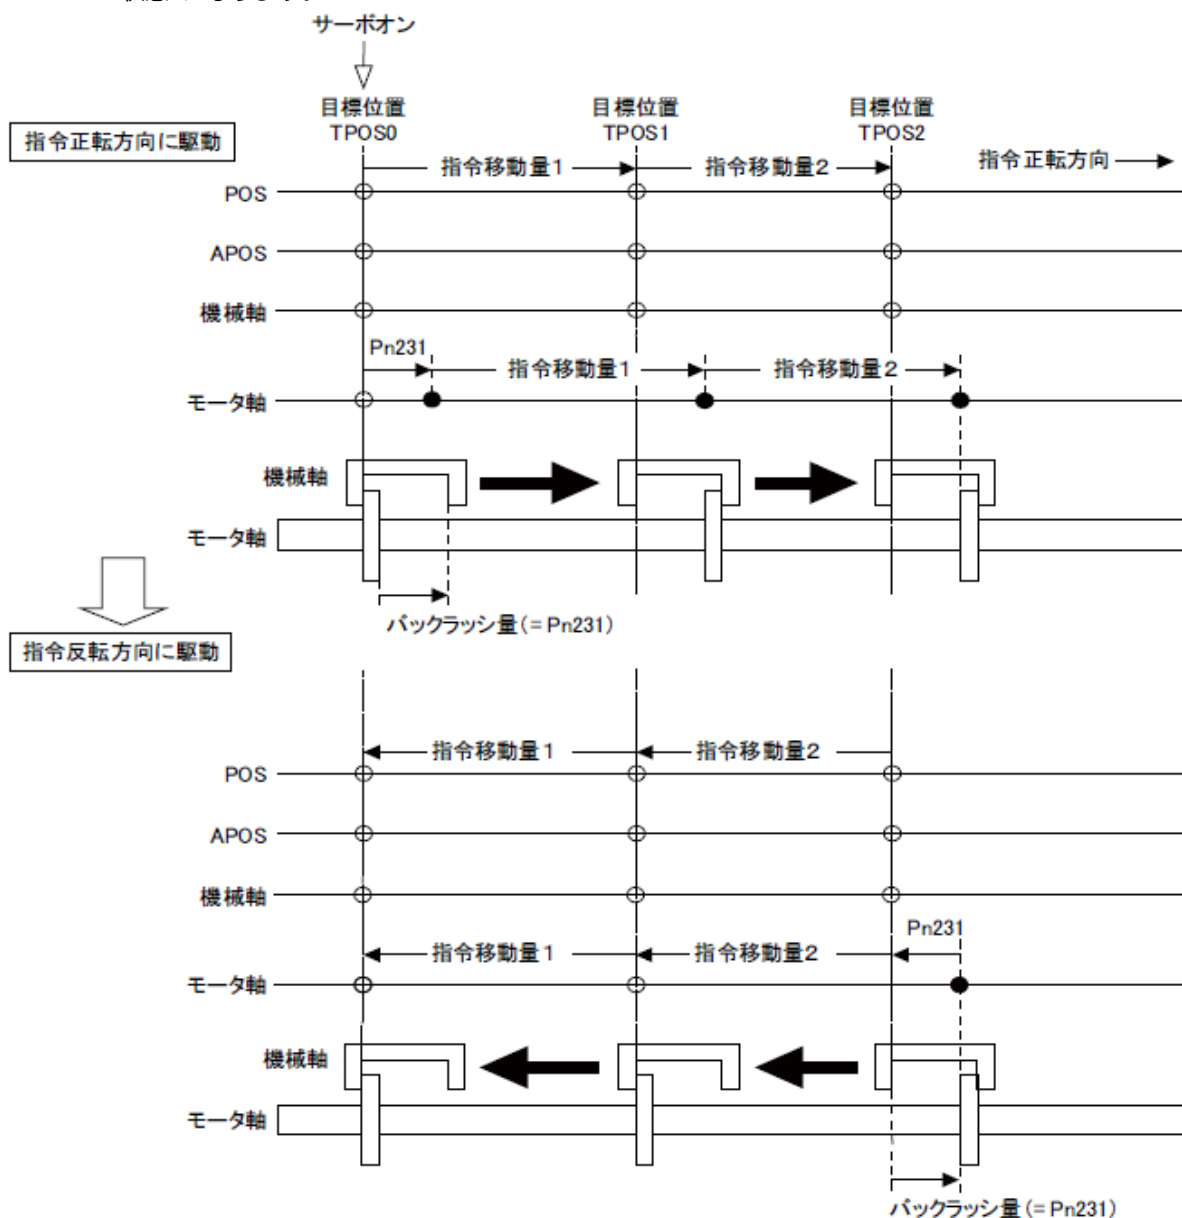 サーボオン
目標位置 目標位置 目標位置
TPOS0 TPOS1 TPOS2
指令正転方向に駆動
指令移動量1 指令移動量2 指令正転方向
POS
APOS
機械軸
Pn231 指令移動量1 指令移動量2
モータ軸
機械軸
モータ軸
バックラッシ量(=Pn231)
指令反転方向に駆動
指令移動量1 指令移動量2
POS
APOS
機械軸
Pn231
指令移動量1 指令移動量2
モータ軸
機械軸
モータ軸
バックラッシ量(=Pn231)